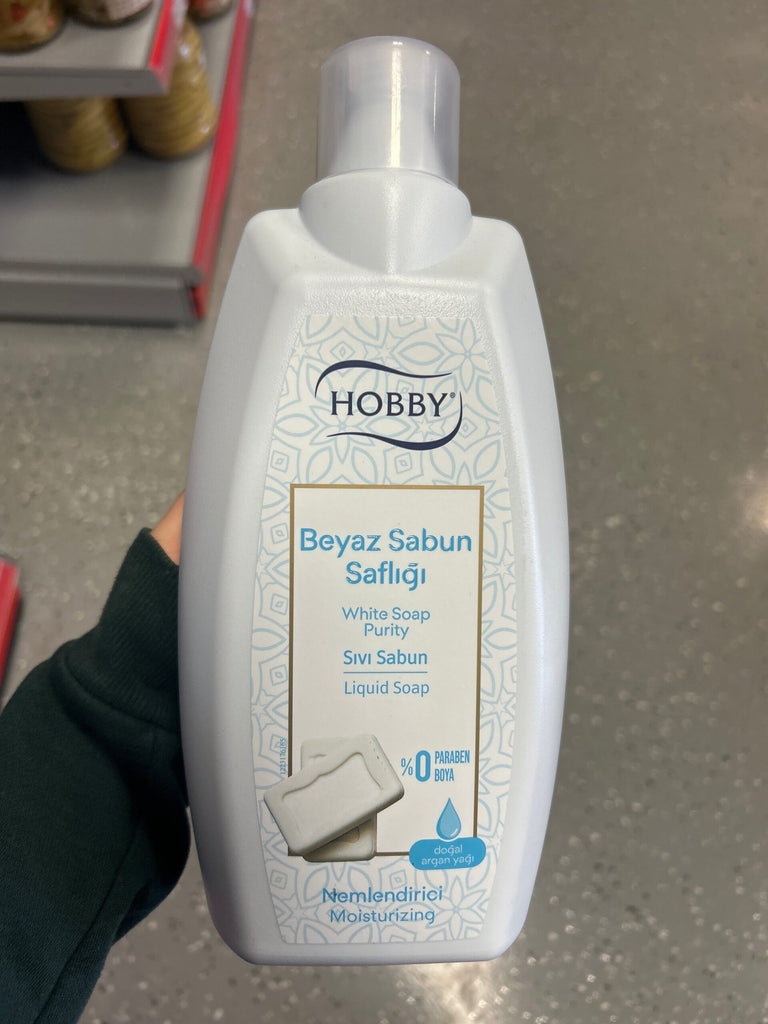 HOBBY®
Beyaz Sabun
Saflığı
White Soap
Purity
Sıvı Sabun
Liquid Soap
%0 PARABEN
BOYA
doğal
argan yağı
Nemlendirici
Moisturizing